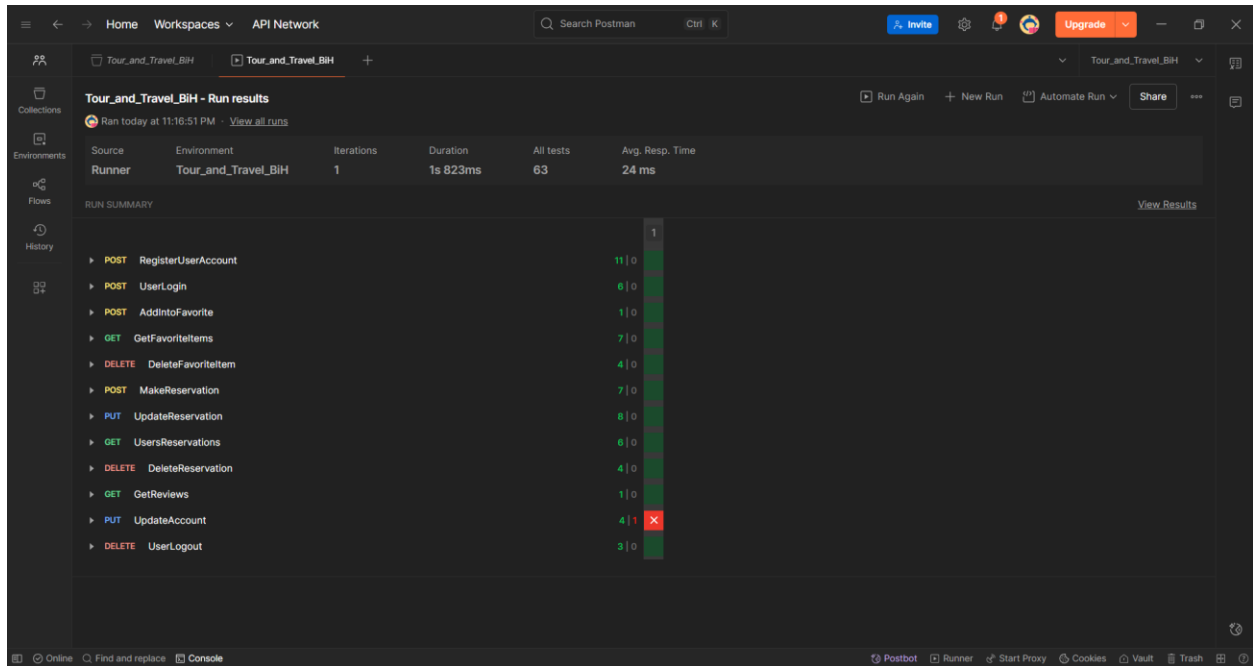 Home Workspaces API Network Search Postman Ctrl K Invite 1 Upgrade
Tour_and_Travel_BiH Tour_and_Travel_BiH Tour_and_Travel_BiH
Collections
Environments
Flows
History
Tour_and_Travel_BiH - Run results Run Again New Run Automate Run Share
Ran today at 11:16:51 PM · View all runs
Source Environment Iterations Duration All tests Avg. Resp. Time
Runner Tour_and_Travel_BiH 1 1s 823ms 63 24 ms
RUN SUMMARY View Results
1
POST RegisterUserAccount 11 | 0
POST UserLogin 6 | 0
POST AddIntoFavorite 1 | 0
GET GetFavoriteItems 7 | 0
DELETE DeleteFavoriteItem 4 | 0
POST MakeReservation 7 | 0
PUT UpdateReservation 8 | 0
GET UsersReservations 6 | 0
DELETE DeleteReservation 4 | 0
GET GetReviews 1 | 0
PUT UpdateAccount 4 | 1
DELETE UserLogout 3 | 0
Online Find and replace Console Postbot Runner Start Proxy Cookies Vault Trash